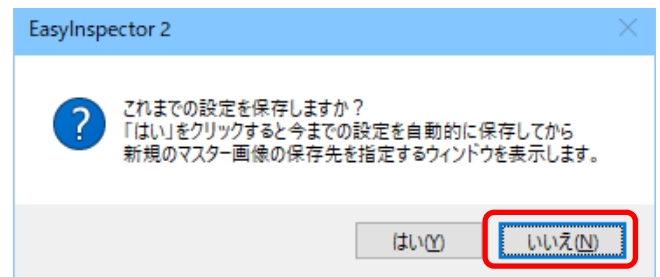 EasyInspector 2
これまでの設定を保存しますか？
「はい」をクリックすると今までの設定を自動的に保存してから
新規のマスター画像の保存先を指定するウィンドウを表示します。
はい(Y) いいえ(N)